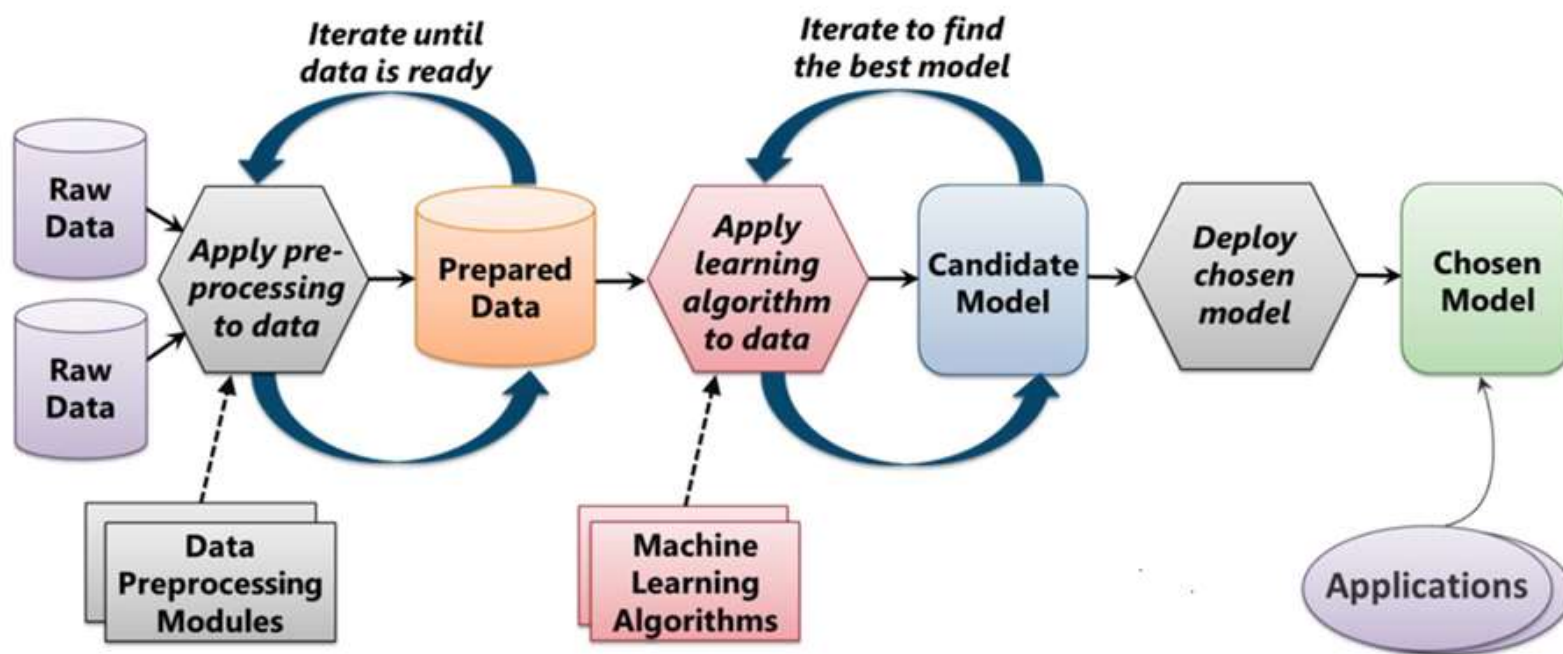 Iterate until
data is ready
Iterate to find
the best model
Raw
Data
Raw
Data
Apply pre-
processing
to data
Prepared
Data
Apply
learning
algorithm
to data
Candidate
Model
Deploy
chosen
model
Chosen
Model
Data
Preprocessing
Modules
Machine
Learning
Algorithms
Applications